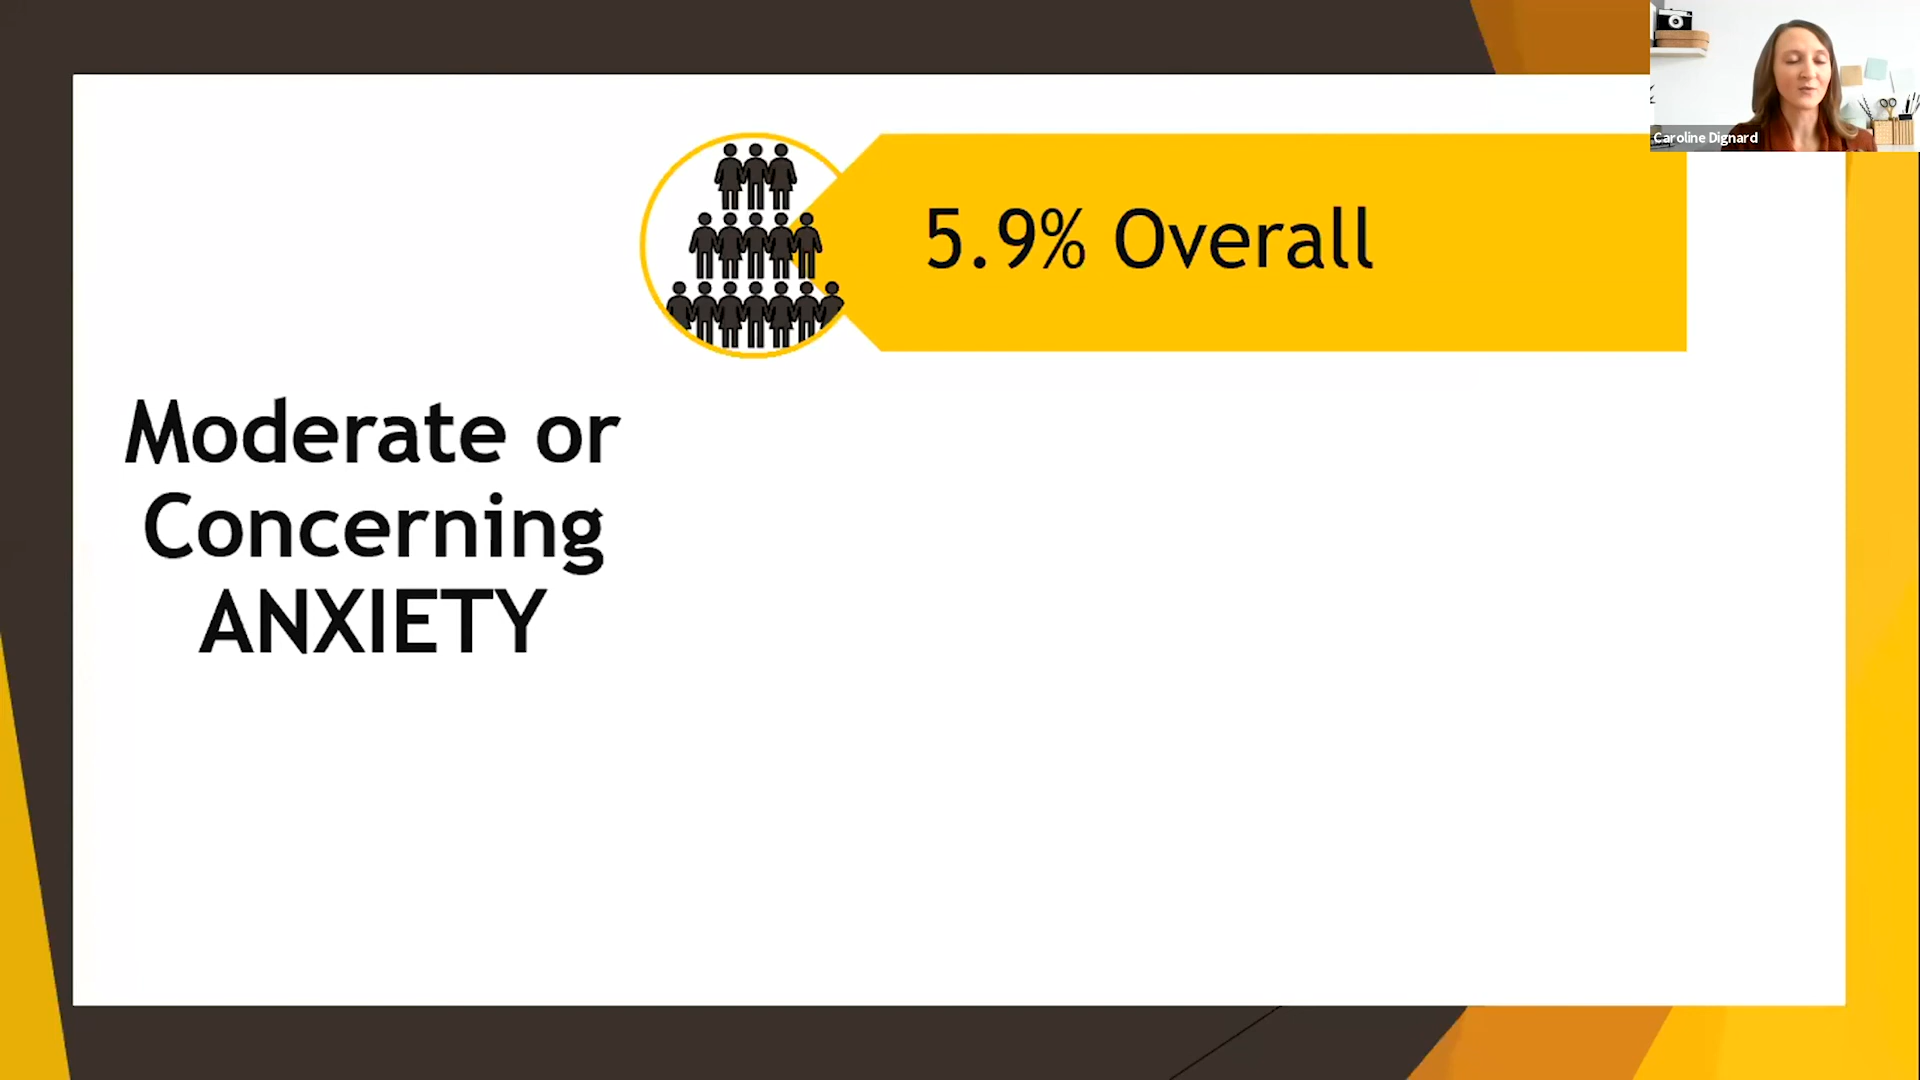 Caroline Dignard
5.9% Overall
Moderate or
Concerning
ANXIETY